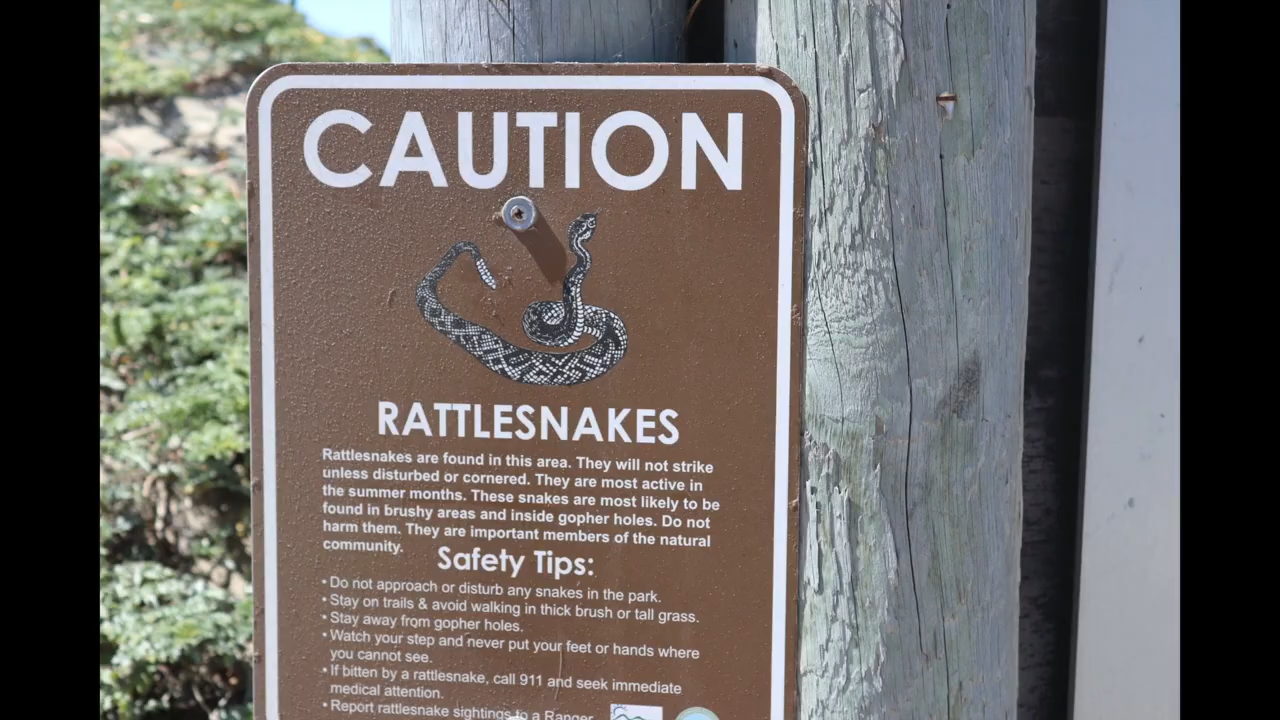 CAUTION
RATTLESNAKES
Rattlesnakes are found in this area. They will not strike
unless disturbed or cornered. They are most active in
the summer months. These snakes are most likely to be
found in brushy areas and inside gopher holes. Do not
harm them. They are important members of the natural
community.
Safety Tips:
• Do not approach or disturb any snakes in the park.
• Stay on trails & avoid walking in thick brush or tall grass.
• Stay away from gopher holes.
• Watch your step and never put your feet or hands where
you cannot see.
• If bitten by a rattlesnake, call 911 and seek immediate
medical attention.
• Report rattlesnake sightings to a Ranger